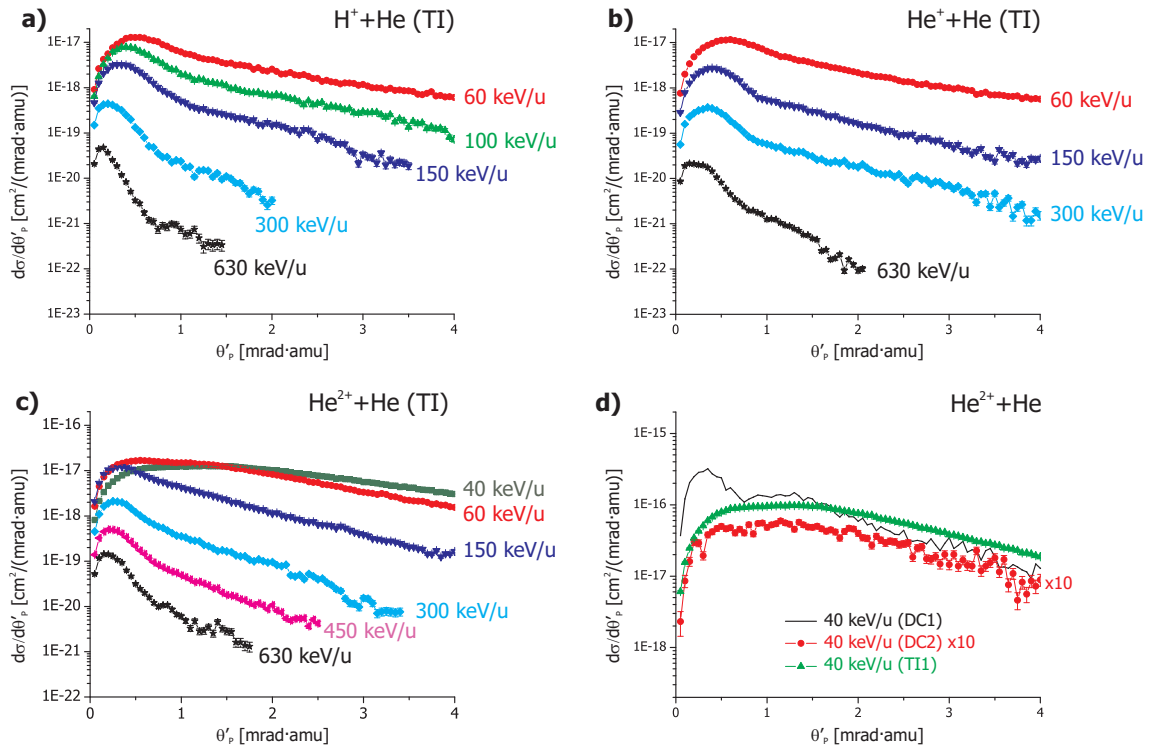 a)
H⁺+He (TI)
1E-17
1E-18
1E-19
1E-20
1E-21
1E-22
1E-23
dσ/dθ′ₚ [cm²/(mrad·amu)]
60 keV/u
100 keV/u
150 keV/u
300 keV/u
630 keV/u
0 1 2 3 4
θ′ₚ [mrad·amu]
b)
He⁺+He (TI)
1E-17
1E-18
1E-19
1E-20
1E-21
1E-22
1E-23
dσ/dθ′ₚ [cm²/(mrad·amu)]
60 keV/u
150 keV/u
300 keV/u
630 keV/u
0 1 2 3 4
θ′ₚ [mrad·amu]
c)
He²⁺+He (TI)
1E-16
1E-17
1E-18
1E-19
1E-20
1E-21
1E-22
dσ/dθ′ₚ [cm²/(mrad·amu)]
40 keV/u
60 keV/u
150 keV/u
300 keV/u
450 keV/u
630 keV/u
0 1 2 3 4
θ′ₚ [mrad·amu]
d)
He²⁺+He
1E-15
1E-16
1E-17
1E-18
dσ/dθ′ₚ [cm²/(mrad·amu)]
x10
40 keV/u (DC1)
40 keV/u (DC2) x10
40 keV/u (TI1)
0 1 2 3 4
θ′ₚ [mrad·amu]